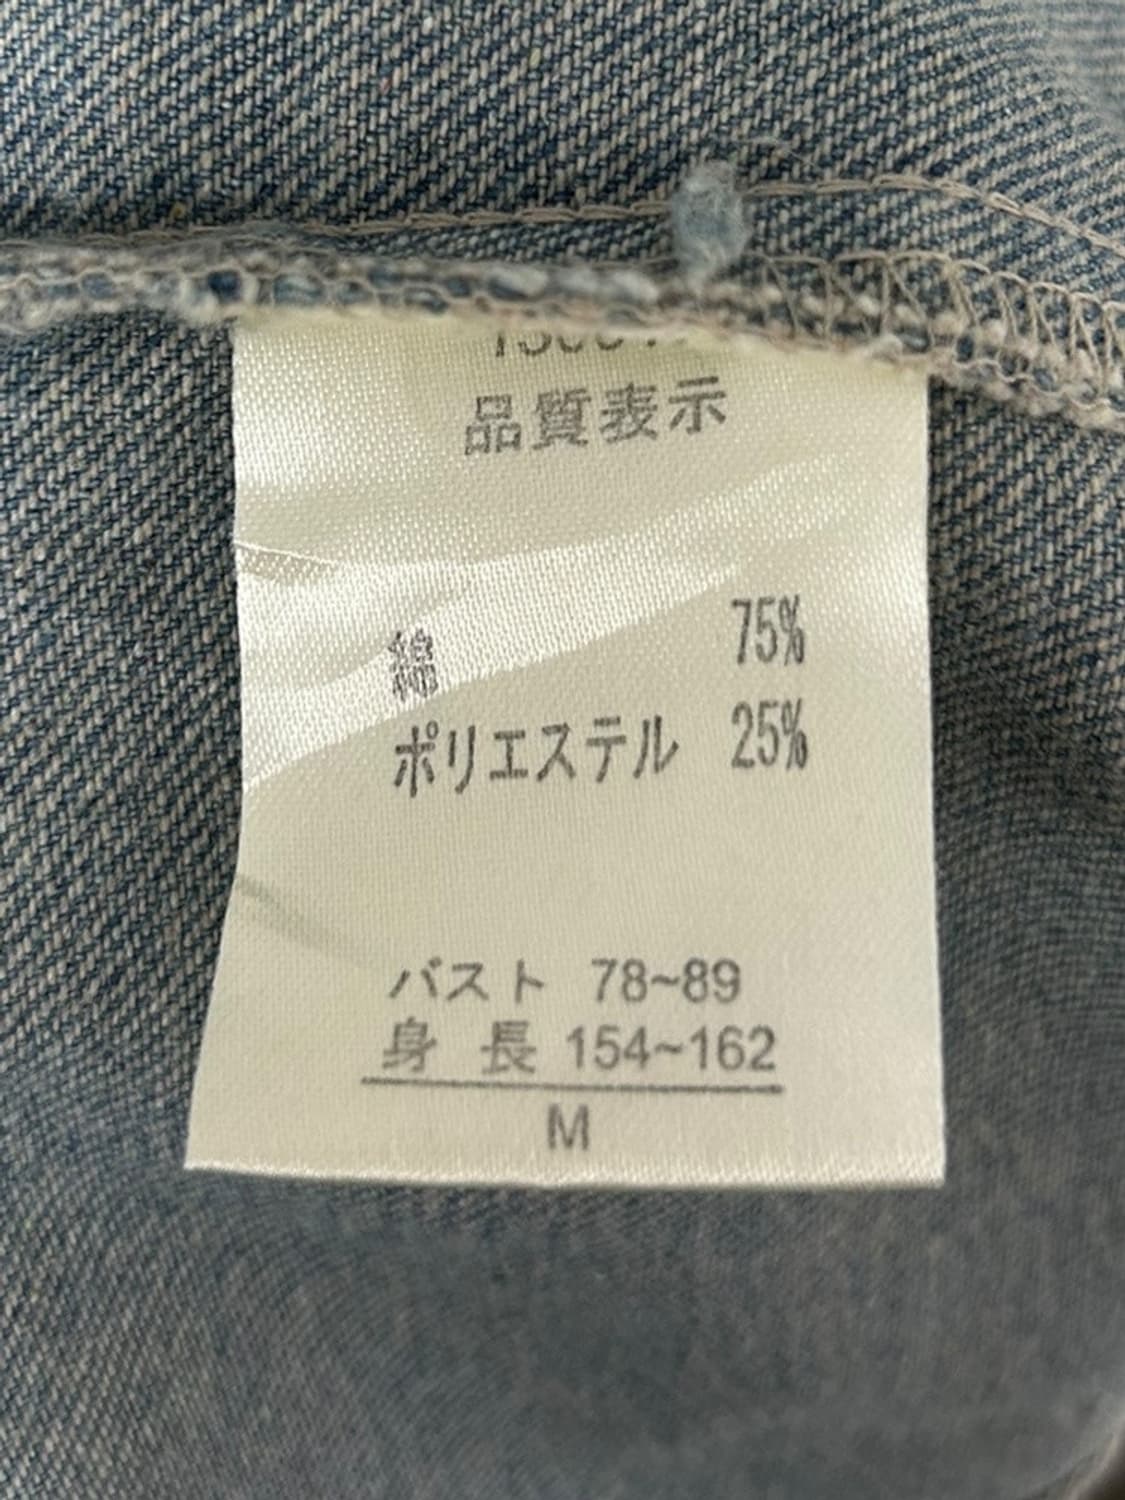 品質表示
綿 75%
ポリエステル 25%
バスト 78~89
身長 154~162
M